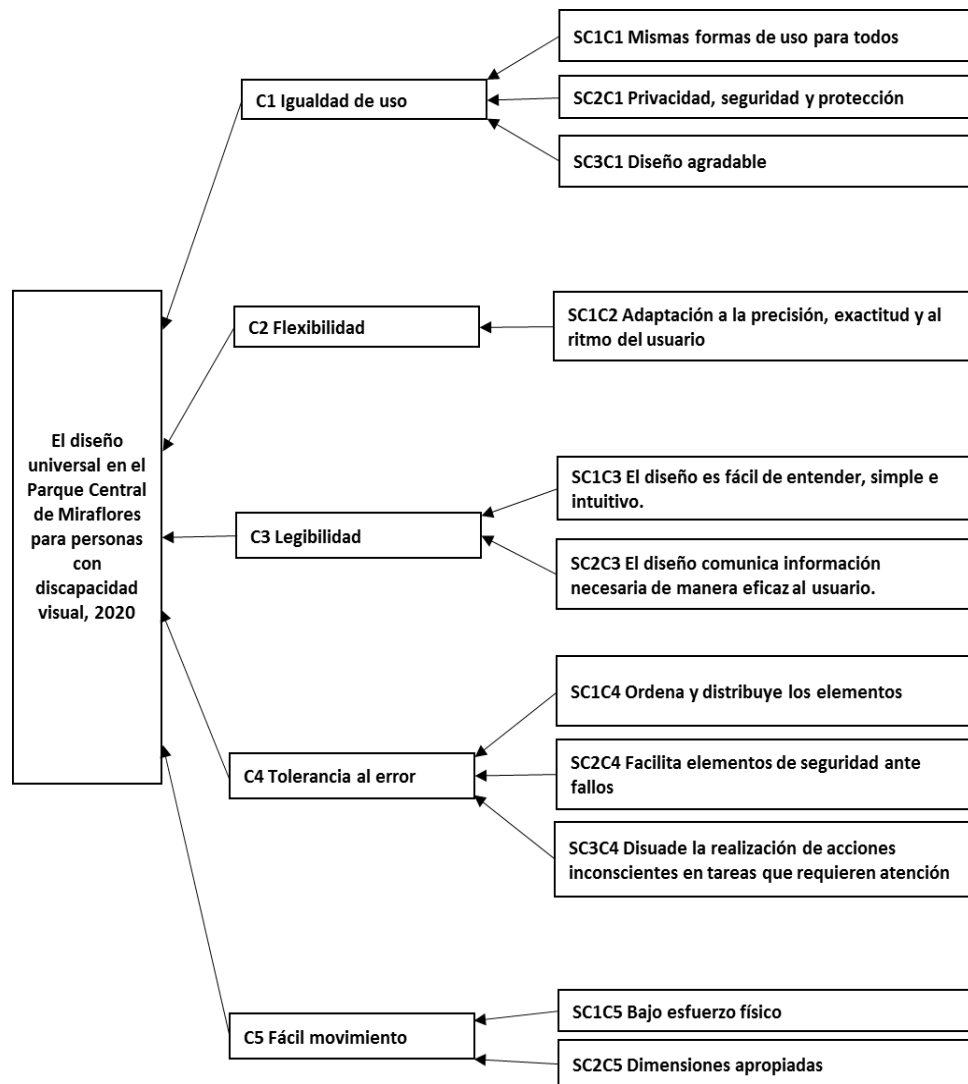 SC1C1 Mismas formas de uso para todos
C1 Igualdad de uso
SC2C1 Privacidad, seguridad y protección
SC3C1 Diseño agradable
C2 Flexibilidad
SC1C2 Adaptación a la precisión, exactitud y al
ritmo del usuario
El diseño
universal en el
Parque Central
de Miraflores
para personas
con
discapacidad
visual, 2020
SC1C3 El diseño es fácil de entender, simple e
intuitivo.
C3 Legibilidad
SC2C3 El diseño comunica información
necesaria de manera eficaz al usuario.
SC1C4 Ordena y distribuye los elementos
C4 Tolerancia al error
SC2C4 Facilita elementos de seguridad ante
fallos
SC3C4 Disuade la realización de acciones
inconscientes en tareas que requieren atención
SC1C5 Bajo esfuerzo físico
C5 Fácil movimiento
SC2C5 Dimensiones apropiadas